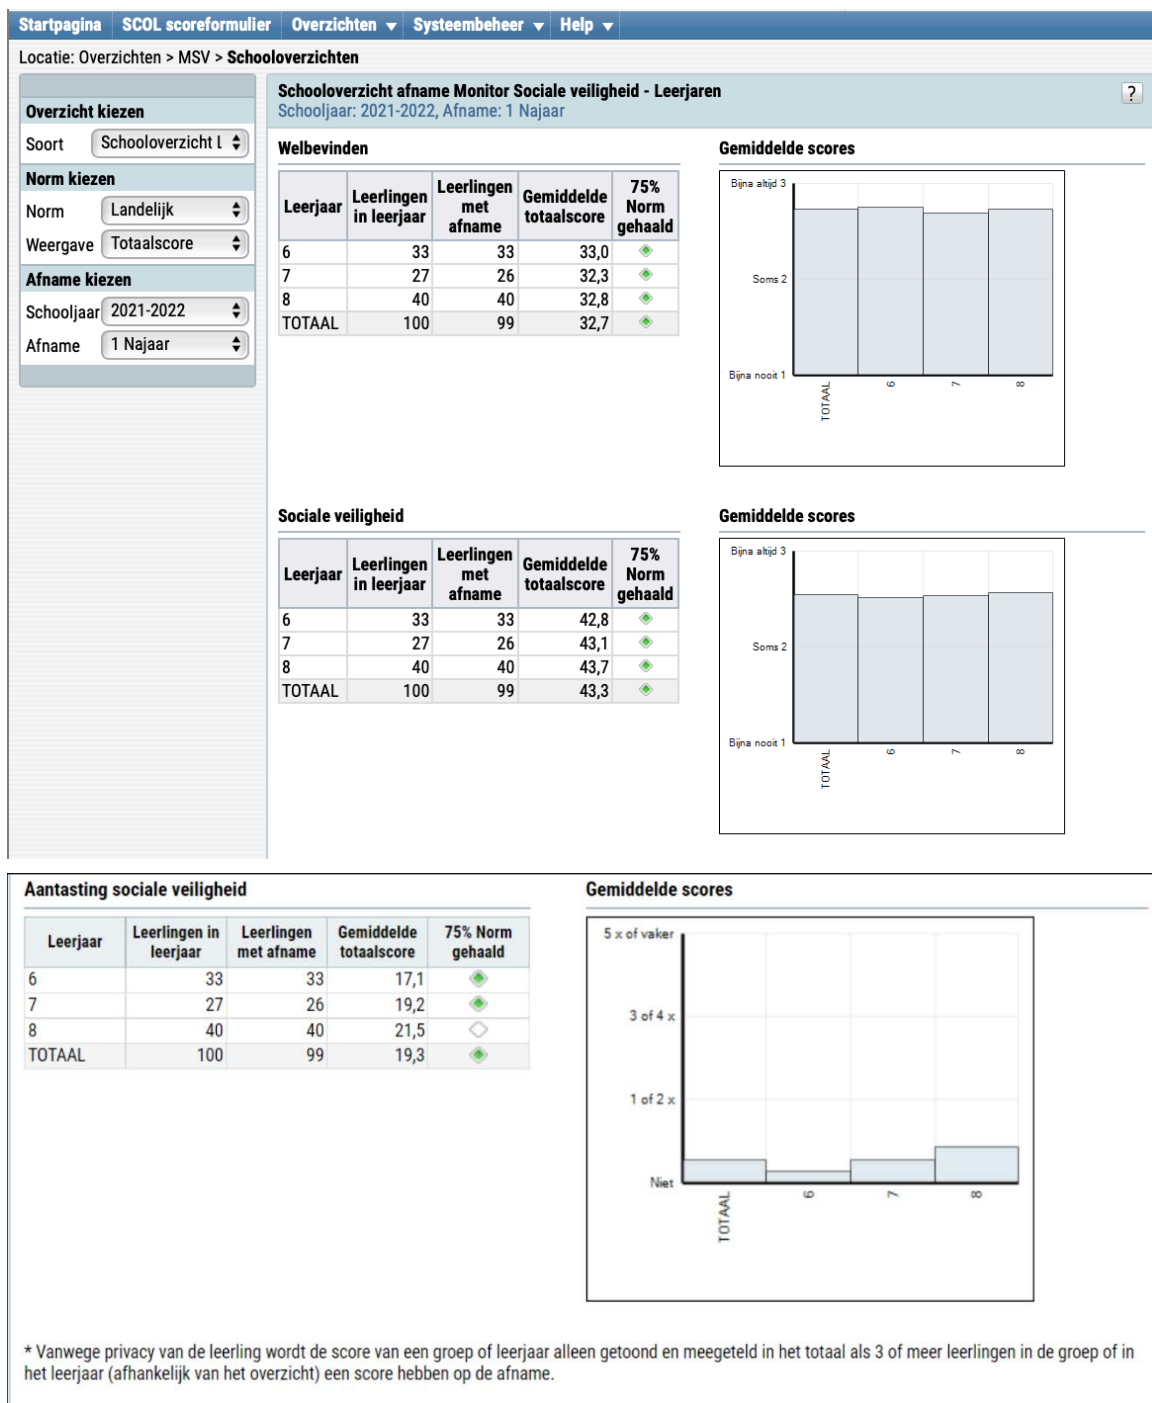 Startpagina SCOL scoreformulier Overzichten Systeembeheer Help
Locatie: Overzichten > MSV > Schooloverzichten
Overzicht kiezen
Soort Schooloverzicht L
Norm kiezen
Norm Landelijk
Weergave Totaalscore
Afname kiezen
Schooljaar 2021-2022
Afname 1 Najaar
Schooloverzicht afname Monitor Sociale veiligheid - Leerjaren
?
Schooljaar: 2021-2022, Afname: 1 Najaar
Welbevinden
Leerjaar Leerlingen in leerjaar Leerlingen met afname Gemiddelde totaalscore 75% Norm gehaald
6 33 33 33,0
7 27 26 32,3
8 40 40 32,8
TOTAAL 100 99 32,7
Gemiddelde scores
Bijna altijd 3
Soms 2
Bijna nooit 1
TOTAAL 6 7 8
Sociale veiligheid
Leerjaar Leerlingen in leerjaar Leerlingen met afname Gemiddelde totaalscore 75% Norm gehaald
6 33 33 42,8
7 27 26 43,1
8 40 40 43,7
TOTAAL 100 99 43,3
Gemiddelde scores
Bijna altijd 3
Soms 2
Bijna nooit 1
TOTAAL 6 7 8
Aantasting sociale veiligheid
Leerjaar Leerlingen in leerjaar Leerlingen met afname Gemiddelde totaalscore 75% Norm gehaald
6 33 33 17,1
7 27 26 19,2
8 40 40 21,5
TOTAAL 100 99 19,3
Gemiddelde scores
5 x of vaker
3 of 4 x
1 of 2 x
Niet
TOTAAL 6 7 8
* Vanwege privacy van de leerling wordt de score van een groep of leerjaar alleen getoond en meegeteld in het totaal als 3 of meer leerlingen in de groep of in
het leerjaar (afhankelijk van het overzicht) een score hebben op de afname.